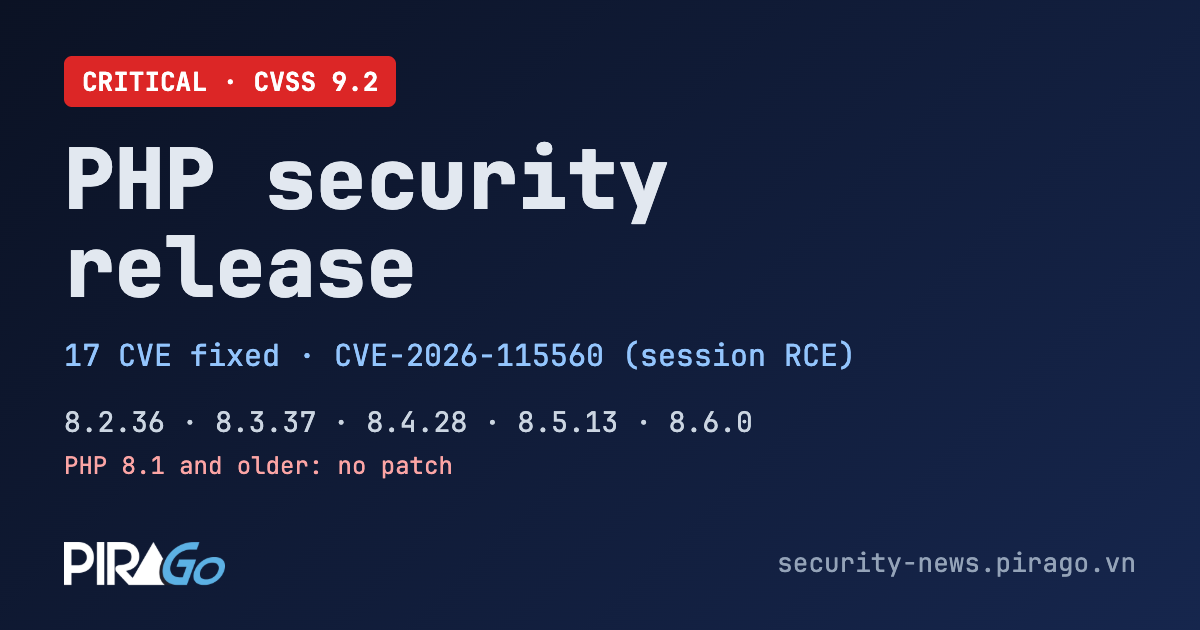 CRITICAL · CVSS 9.2
PHP security
release
17 CVE fixed · CVE-2026-115560 (session RCE)
8.2.36 · 8.3.37 · 8.4.28 · 8.5.13 · 8.6.0
PHP 8.1 and older: no patch
PIRAGO
security-news.pirago.vn